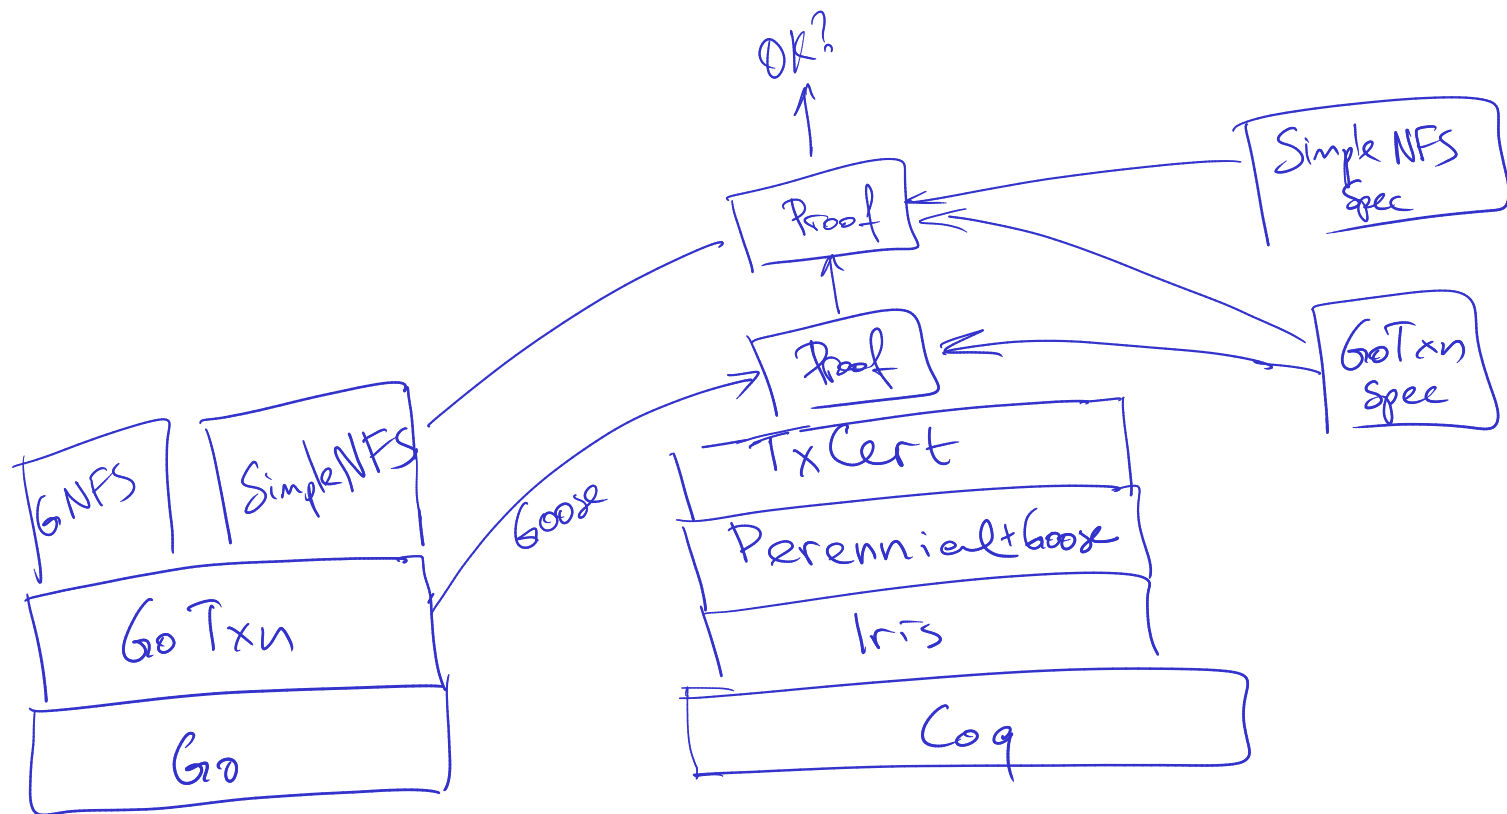 OK?
Simple NFS
Spec
Proof
GoTxn
Spec
Proof
TxCert
GNFS
SimpleNFS
Goose
Perennial+Goose
GoTxn
Iris
Go
Coq